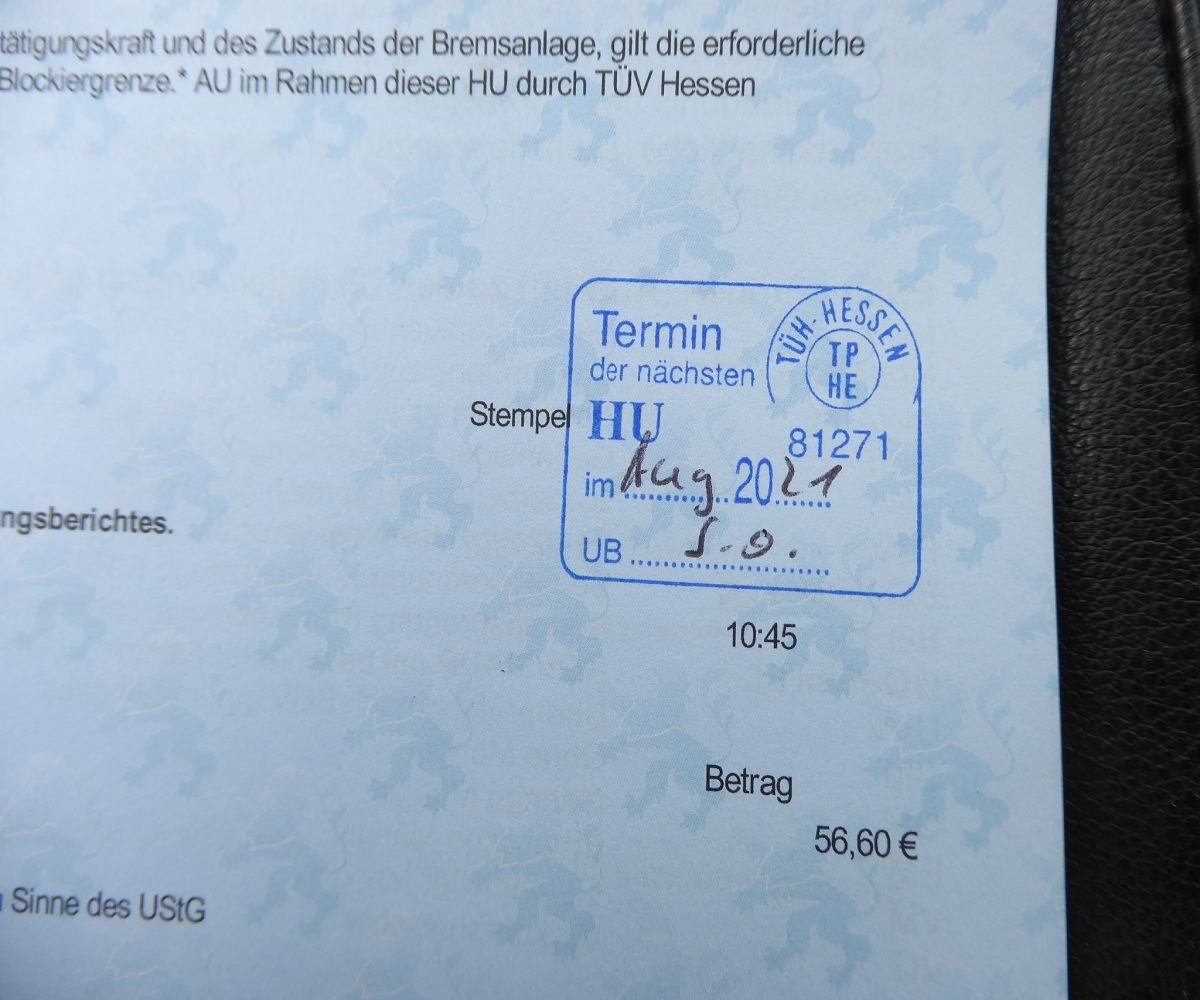 tätigungskraft und des Zustands der Bremsanlage, gilt die erforderliche
Blockiergrenze.* AU im Rahmen dieser HU durch TÜV Hessen
TÜH-HESSEN
TP
HE
Termin
der nächsten
Stempel HU
81271
im Aug 2021
UB s.o.
ngsberichtes.
10:45
Betrag
56,60 €
Sinne des UStG